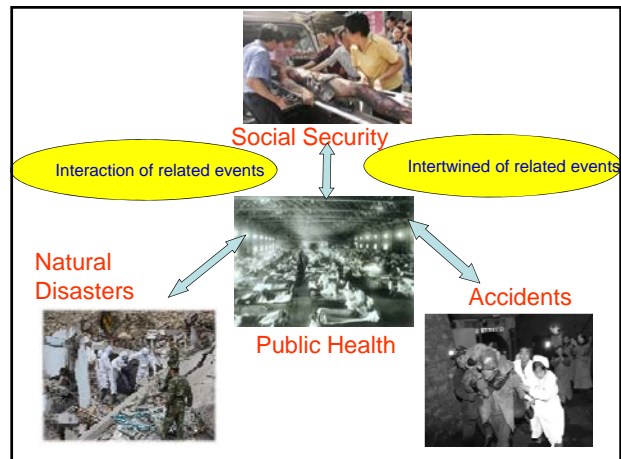 Social Security
Interaction of related events
Intertwined of related events
Natural
Disasters
Accidents
Public Health